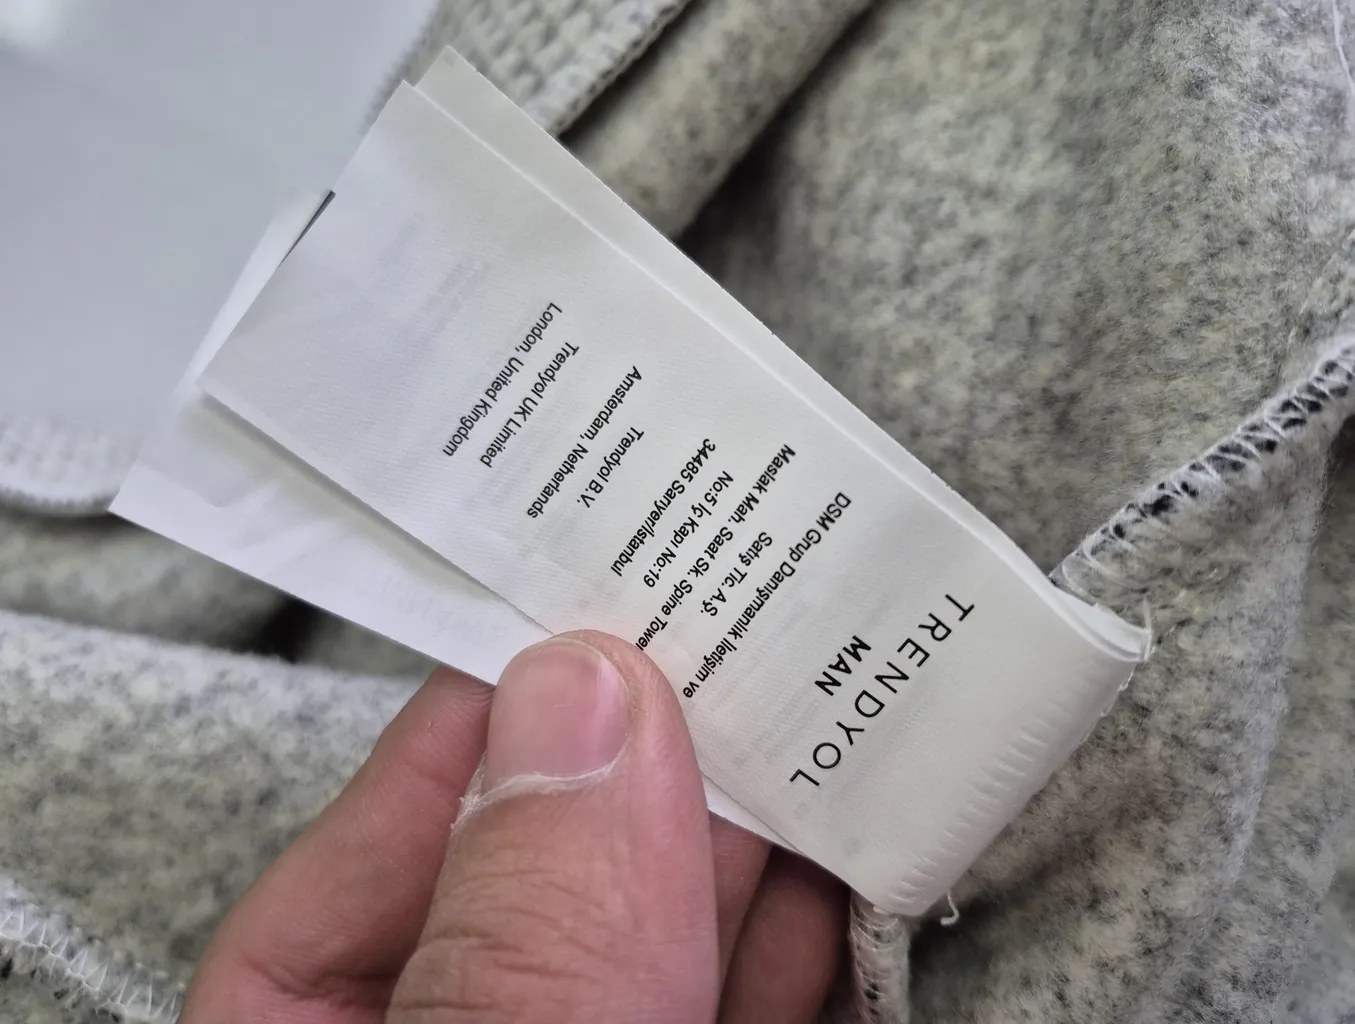 TRENDYOL
MAN
DSM Grup Danışmanlık İletişim ve
Satış Tic. A.Ş.
Maslak Mah. Saat Sk. Spine Tower
No:5 İç Kapı No:19
34485 Sarıyer/İstanbul
Trendyol B.V.
Amsterdam, Netherlands
Trendyol UK Limited
London, United Kingdom